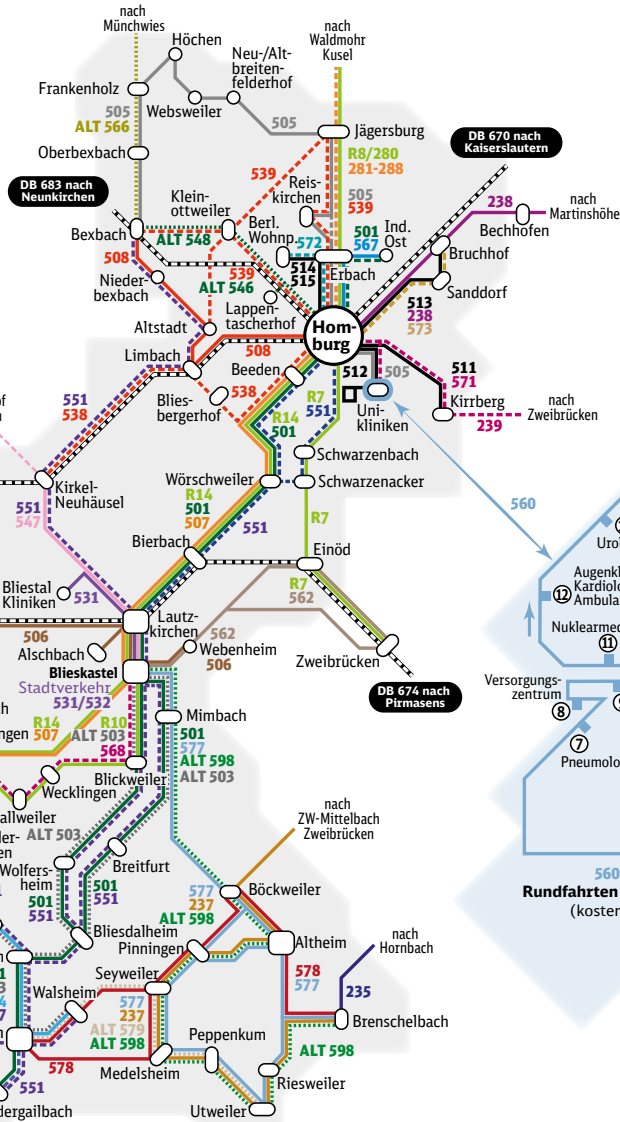 nach
Münchwies
Höchen
Neu-/Alt-
breiten-
felderhof
nach
Waldmohr
Kusel
Frankenholz
Websweiler
505
ALT 566
505
Jägersburg
DB 670 nach
Kaiserslautern
Oberbexbach
R8/280
281-288
DB 683 nach
Neunkirchen
539
Klein-
ottweiler
Reis-
kirchen
505
539
238
nach
Martinshöhe
Bechhofen
Bexbach
ALT 548
Berl.
Wohnp.
572
501
567
Ind.
Ost
Bruchhof
508
539
ALT 546
514
515
Erbach
Sanddorf
Nieder-
bexbach
Lappen-
tascherhof
513
238
573
Altstadt
Hom-
burg
Limbach
508
Beeden
512
505
511
571
Blies-
bergerhof
538
R7
551
Uni-
kliniken
Kirrberg
nach
Zweibrücken
239
551
538
R14
501
Schwarzenbach
Wörschweiler
Schwarzenacker
Kirkel-
Neuhäusel
R14
501
507
551
R7
560
551
547
Bierbach
Einöd
Bliestal
Kliniken
531
R7
562
Augenkl
Kardiolo
Ambula
12
Lautz-
kirchen
506
562
Webenheim
506
Nuklearmed
11
Alschbach
Zweibrücken
Blieskastel
Stadtverkehr
531/532
DB 674 nach
Pirmasens
Versorgungs-
zentrum
8
7
Pneumolo
R14
507
R10
ALT 503
568
Mimbach
501
577
ALT 598
ALT 503
Blickweiler
Wecklingen
allweiler
ALT 503
nach
ZW-Mittelbach
Zweibrücken
Wolfers-
heim
Breitfurt
501
551
501
551
577
237
ALT 598
Böckweiler
560
Rundfahrten
(kosten
Bliesdalheim
Pinningen
Altheim
nach
Hornbach
Seyweiler
578
577
Walsheim
577
237
ALT 579
ALT 598
235
Brenschelbach
Peppenkum
ALT 598
578
Medelsheim
Riesweiler
551
Utweiler
dergailbach